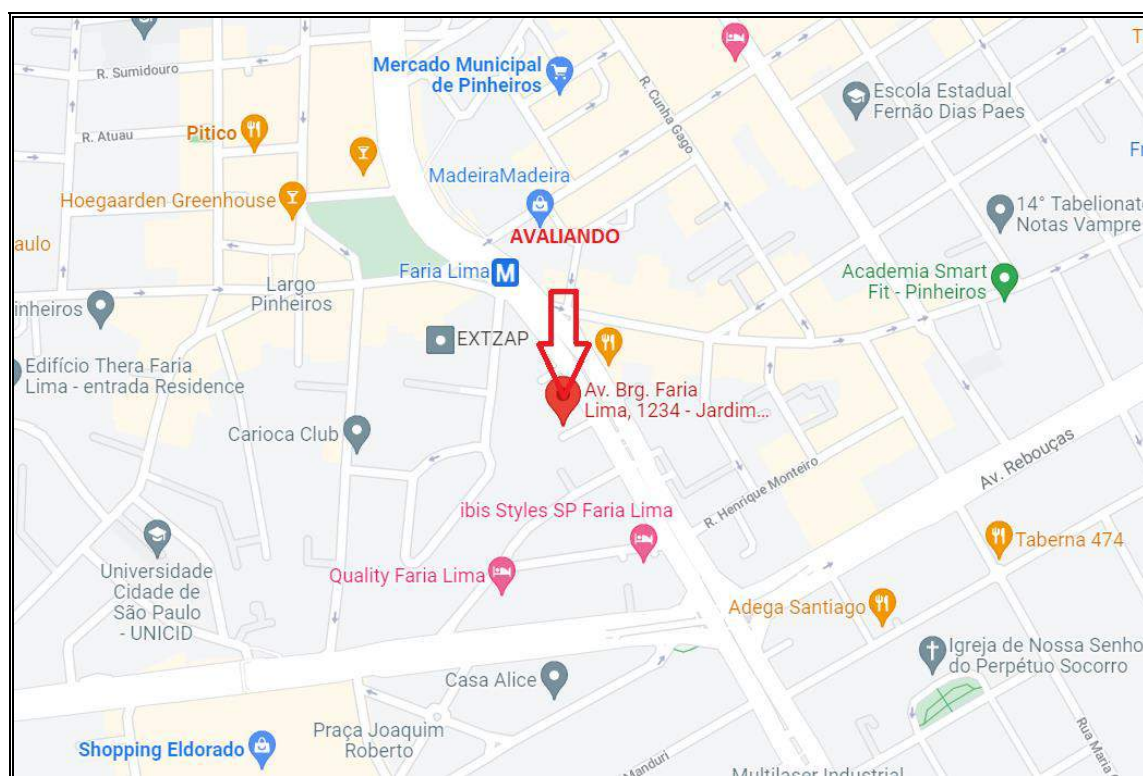 R. Sumidouro
Mercado Municipal
de Pinheiros
R. Cunha Gago
Escola Estadual
Fernão Dias Paes
R. Atuau
Pitico
MadeiraMadeira
Hoegaarden Greenhouse
14° Tabelionat
Notas Vampre
aulo
AVALIANDO
Faria Lima
M
Largo
Pinheiros
Academia Smart
Fit - Pinheiros
inheiros
EXTZAP
Edifício Thera Faria
Lima - entrada Residence
Av. Brg. Faria
Lima, 1234 - Jardim...
Carioca Club
Av. Rebouças
R. Henrique Monteiro
ibis Styles SP Faria Lima
Taberna 474
Universidade
Cidade de
São Paulo
- UNICID
Quality Faria Lima
Adega Santiago
Igreja de Nossa Senho
do Perpétuo Socorro
Casa Alice
Praça Joaquim
Roberto
Shopping Eldorado
Rua Maria
Manduri
Multilaser Industrial